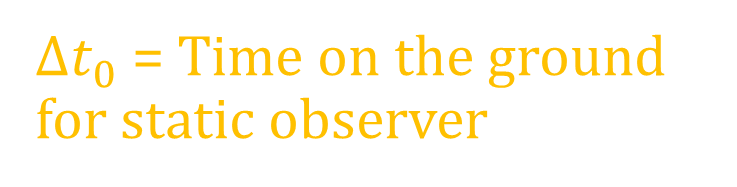 Δt₀ = Time on the ground
for static observer